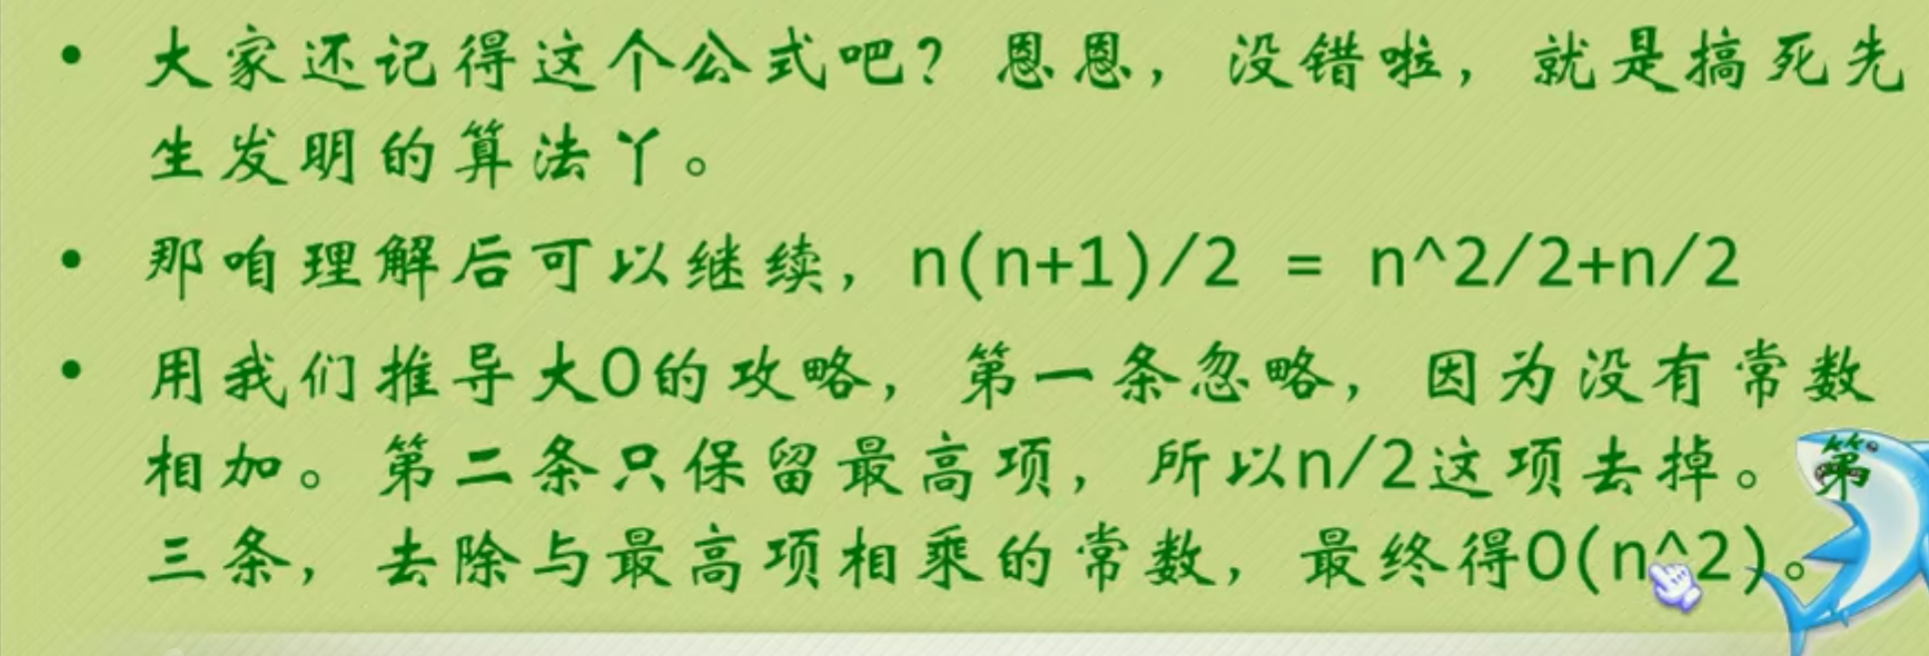 • 大家还记得这个公式吧？恩恩，没错啦，就是搞死先
生发明的算法丫。
• 那咱理解后可以继续，n(n+1)/2 = n^2/2+n/2
• 用我们推导大O的攻略，第一条忽略，因为没有常数
相加。第二条只保留最高项，所以n/2这项去掉。第
三条，去除与最高项相乘的常数，最终得O(n^2)。